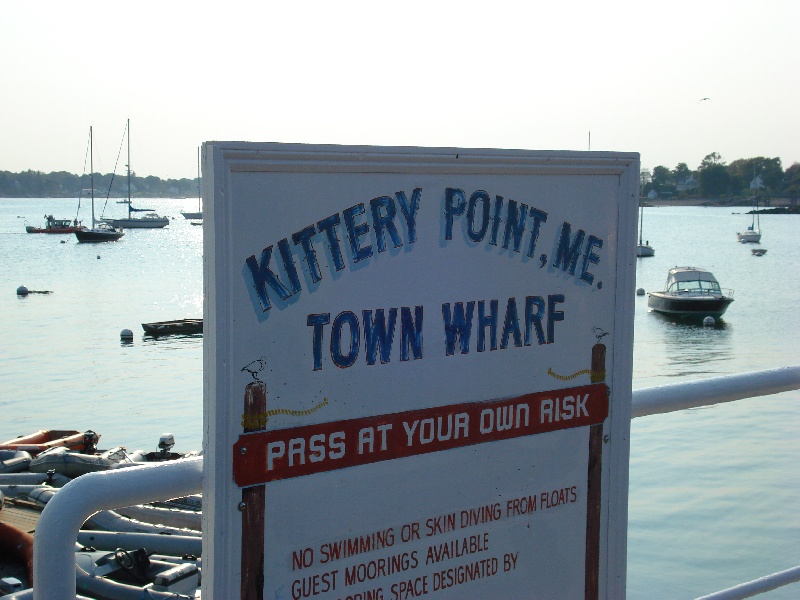 KITTERY POINT, ME.
TOWN WHARF
PASS AT YOUR OWN RISK
NO SWIMMING OR SKIN DIVING FROM FLOATS
GUEST MOORINGS AVAILABLE
SPACE DESIGNATED BY